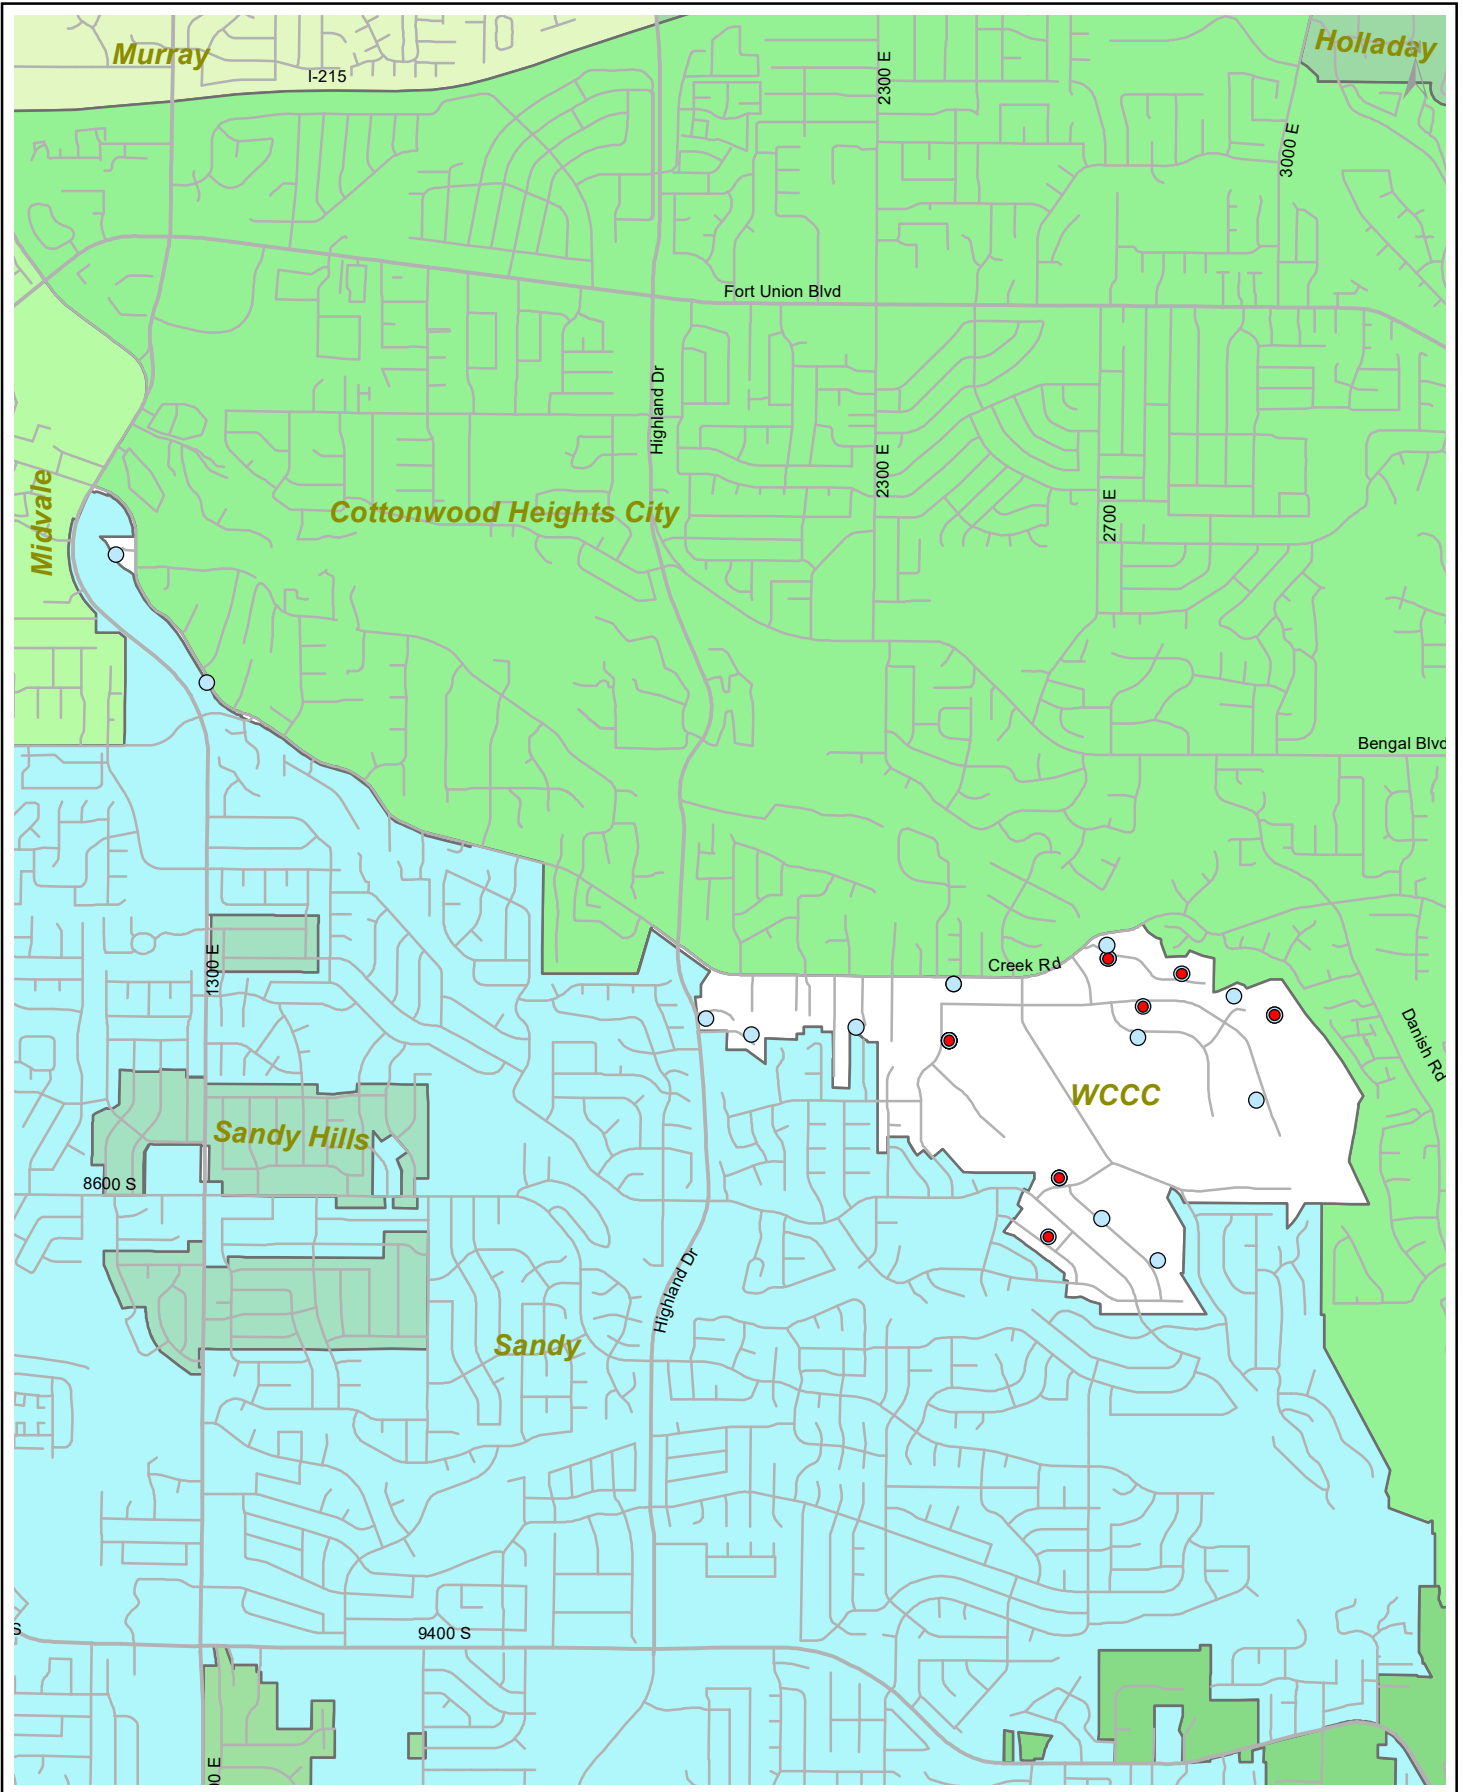 Murray
Holladay
I-215
2300 E
3000 E
Fort Union Blvd
Highland Dr
2300 E
Midvale
Cottonwood Heights City
2700 E
Bengal Blvd
1300 E
Creek Rd
Danish Rd
WCCC
Sandy Hills
8600 S
Highland Dr
Sandy
S
9400 S
00 E